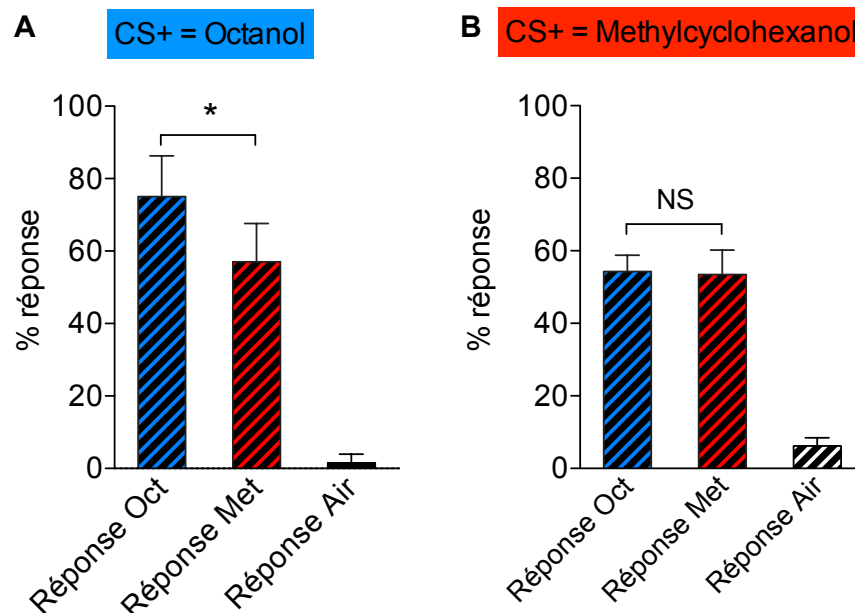 A
CS+ = Octanol
% réponse
100
80
60
40
20
0
*
Réponse Oct
Réponse Met
Réponse Air
B
CS+ = Methylcyclohexanol
% réponse
100
80
60
40
20
0
NS
Réponse Oct
Réponse Met
Réponse Air